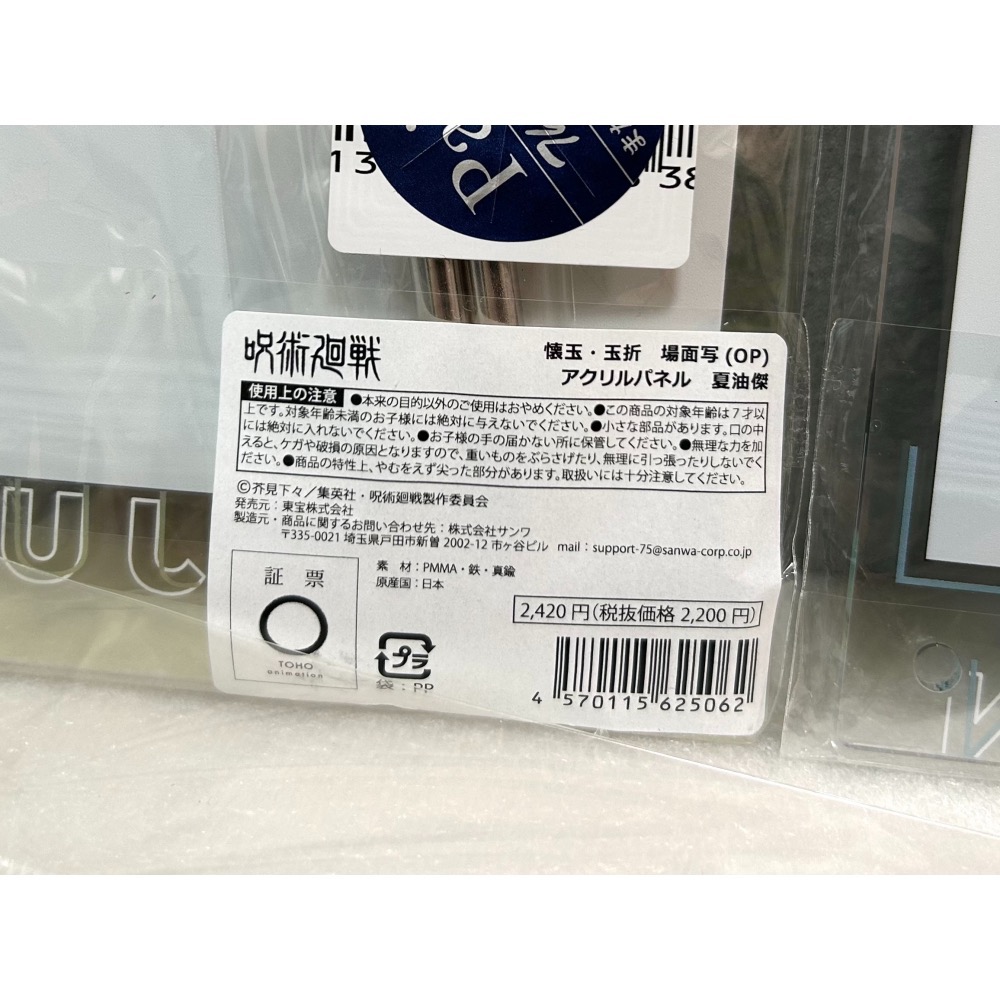 Pa
ま
13
38
呪術廻戦
懐玉・玉折　場面写(OP)
アクリルパネル　夏油傑
使用上の注意 ●本来の目的以外のご使用はおやめください。●この商品の対象年齢は7才以
上です。対象年齢未満のお子様には絶対に与えないでください。●小さな部品があります。口の中
には絶対に入れないでください。●お子様の手の届かない所に保管してください。●無理な力を加
えると、ケガや破損の原因となりますので、重いものをぶらさげたり、無理に引っ張ったりしないでく
ださい。●商品の特性上、やむをえず尖った部分があります。取扱いには十分注意してください。
©芥見下々／集英社・呪術廻戦製作委員会
発売元：東宝株式会社
製造元・商品に関するお問い合わせ先：株式会社サンワ
〒335-0021 埼玉県戸田市新曽 2002-12 市ヶ谷ビル mail：support-75@sanwa-corp.co.jp
証票
TOHO
animation
素　材：PMMA・鉄・真鍮
原産国：日本
2,420円(税抜価格 2,200円)
プラ
袋：PP
4 570115 625062